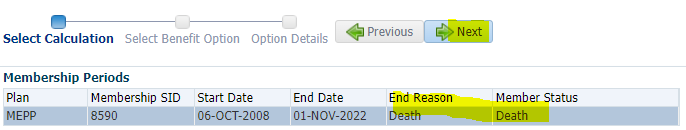 Select Calculation Select Benefit Option Option Details Previous Next
Membership Periods
Plan Membership SID Start Date End Date End Reason Member Status
MEPP 8590 06-OCT-2008 01-NOV-2022 Death Death